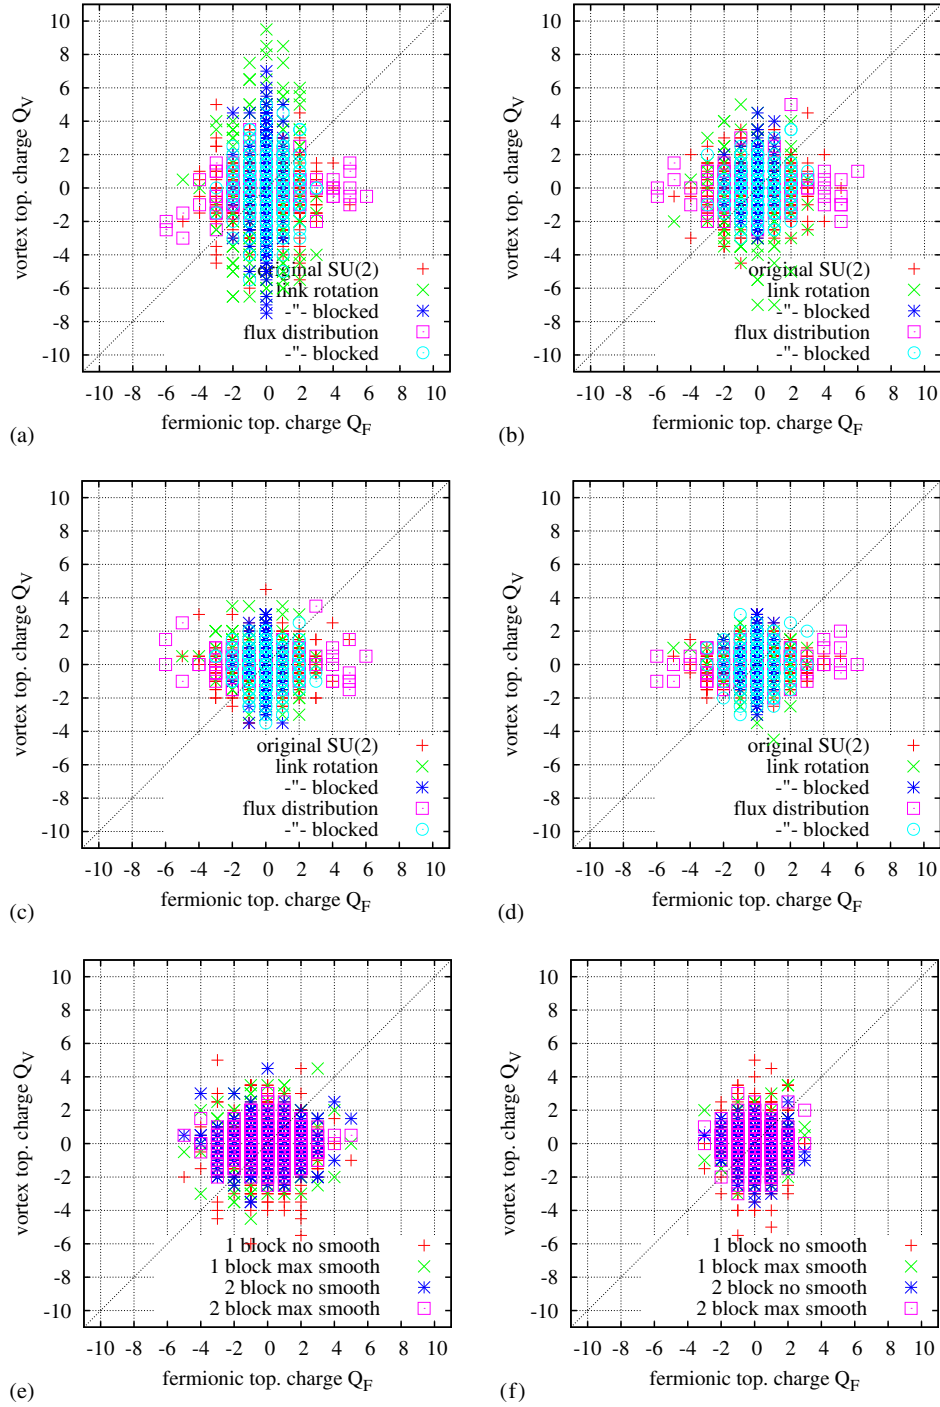 10
8
6
4
2
0
-2
-4
-6
-8
-10
vortex top. charge Q_V
original SU(2)
link rotation
-"- blocked
flux distribution
-"- blocked
-10 -8 -6 -4 -2 0 2 4 6 8 10
fermionic top. charge Q_F
(a)
10
8
6
4
2
0
-2
-4
-6
-8
-10
vortex top. charge Q_V
original SU(2)
link rotation
-"- blocked
flux distribution
-"- blocked
-10 -8 -6 -4 -2 0 2 4 6 8 10
fermionic top. charge Q_F
(b)
10
8
6
4
2
0
-2
-4
-6
-8
-10
vortex top. charge Q_V
original SU(2)
link rotation
-"- blocked
flux distribution
-"- blocked
-10 -8 -6 -4 -2 0 2 4 6 8 10
fermionic top. charge Q_F
(c)
10
8
6
4
2
0
-2
-4
-6
-8
-10
vortex top. charge Q_V
original SU(2)
link rotation
-"- blocked
flux distribution
-"- blocked
-10 -8 -6 -4 -2 0 2 4 6 8 10
fermionic top. charge Q_F
(d)
10
8
6
4
2
0
-2
-4
-6
-8
-10
vortex top. charge Q_V
1 block no smooth
1 block max smooth
2 block no smooth
2 block max smooth
-10 -8 -6 -4 -2 0 2 4 6 8 10
fermionic top. charge Q_F
(e)
10
8
6
4
2
0
-2
-4
-6
-8
-10
vortex top. charge Q_V
1 block no smooth
1 block max smooth
2 block no smooth
2 block max smooth
-10 -8 -6 -4 -2 0 2 4 6 8 10
fermionic top. charge Q_F
(f)